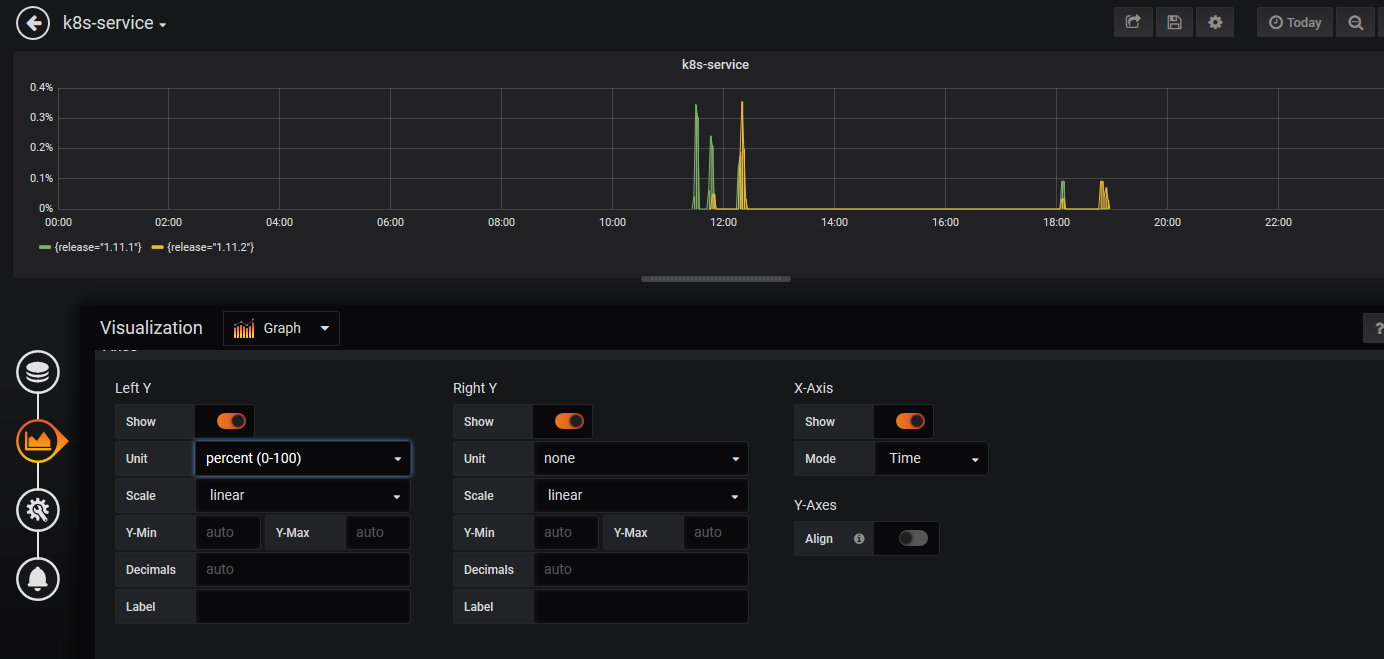 k8s-service
Today
k8s-service
0.4%
0.3%
0.2%
0.1%
0%
00:00 02:00 04:00 06:00 08:00 10:00 12:00 14:00 16:00 18:00 20:00 22:00
{release="1.11.1"} {release="1.11.2"}
Visualization Graph ?
Axes
Left Y Right Y X-Axis
Show Show Show
Unit percent (0-100) Unit none Mode Time
Scale linear Scale linear
Y-Axes
Y-Min auto Y-Max auto Y-Min auto Y-Max auto
Align
Decimals auto Decimals auto
Label Label